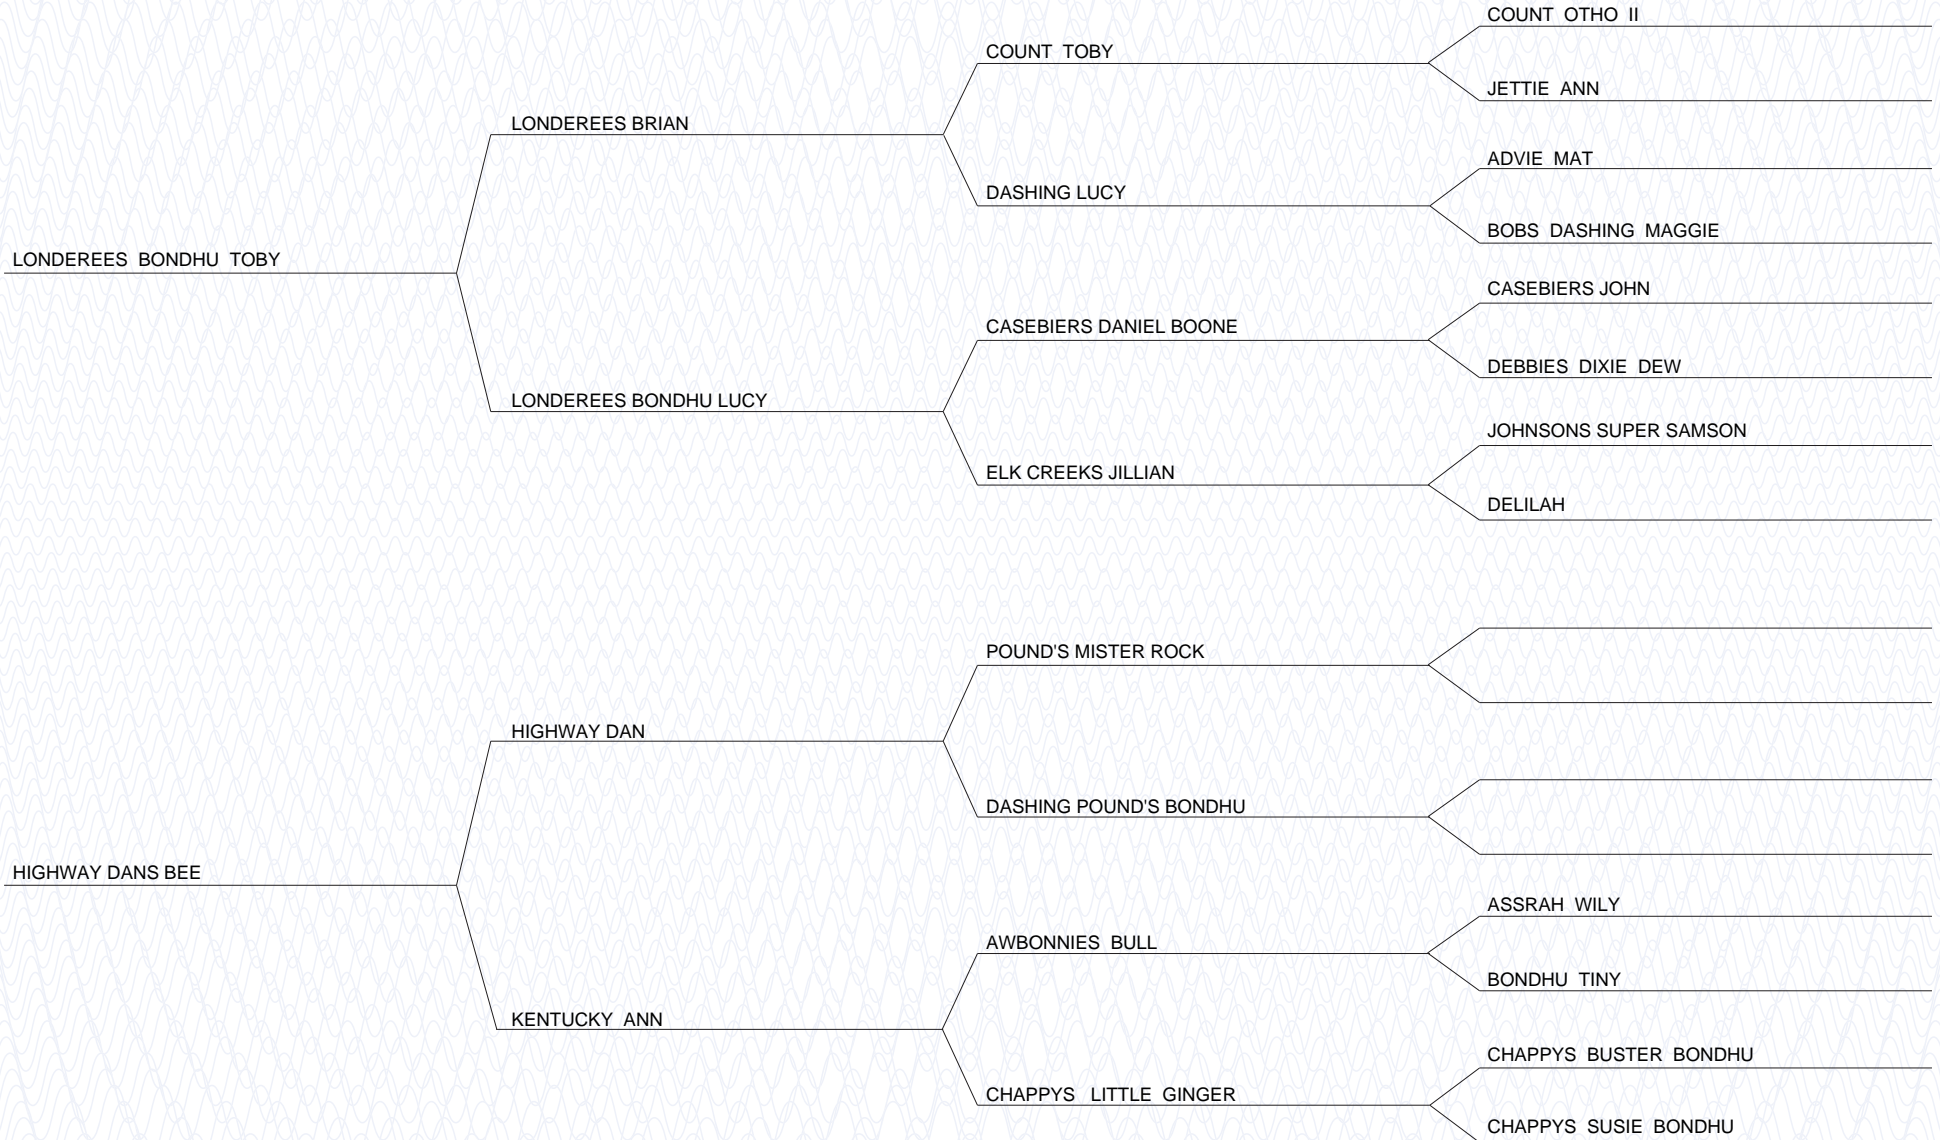 COUNT OTHO II
COUNT TOBY
JETTIE ANN
LONDEREES BRIAN
ADVIE MAT
DASHING LUCY
BOBS DASHING MAGGIE
LONDEREES BONDHU TOBY
CASEBIERS JOHN
CASEBIERS DANIEL BOONE
DEBBIES DIXIE DEW
LONDEREES BONDHU LUCY
JOHNSONS SUPER SAMSON
ELK CREEKS JILLIAN
DELILAH
POUND'S MISTER ROCK
HIGHWAY DAN
DASHING POUND'S BONDHU
HIGHWAY DANS BEE
ASSRAH WILY
AWBONNIES BULL
BONDHU TINY
KENTUCKY ANN
CHAPPYS BUSTER BONDHU
CHAPPYS LITTLE GINGER
CHAPPYS SUSIE BONDHU